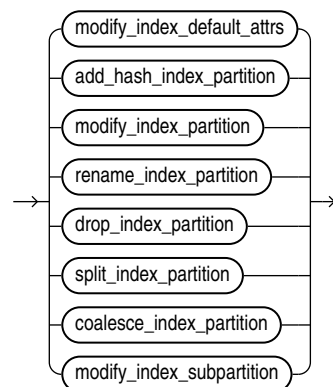 modify_index_default_attrs
add_hash_index_partition
modify_index_partition
rename_index_partition
drop_index_partition
split_index_partition
coalesce_index_partition
modify_index_subpartition